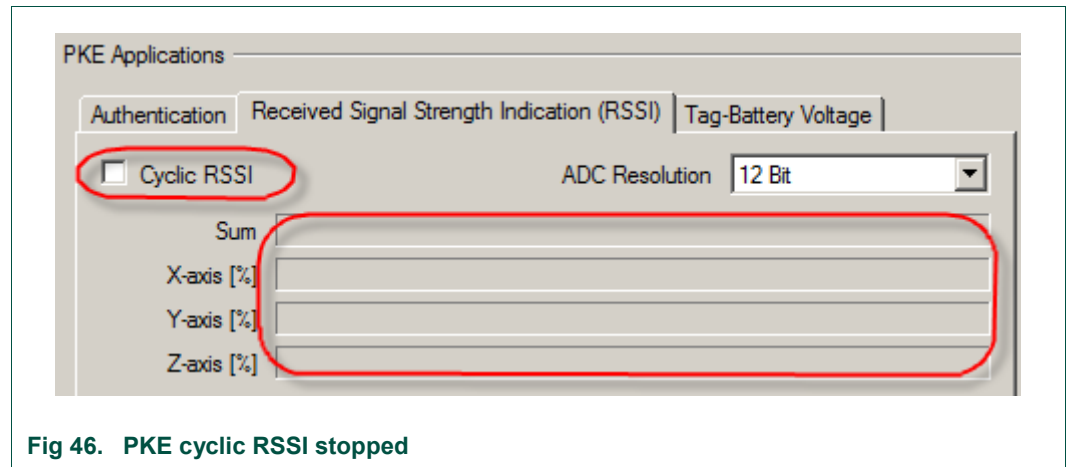 PKE Applications
Authentication Received Signal Strength Indication (RSSI) Tag-Battery Voltage
Cyclic RSSI ADC Resolution 12 Bit
Sum
X-axis [%]
Y-axis [%]
Z-axis [%]
Fig 46. PKE cyclic RSSI stopped